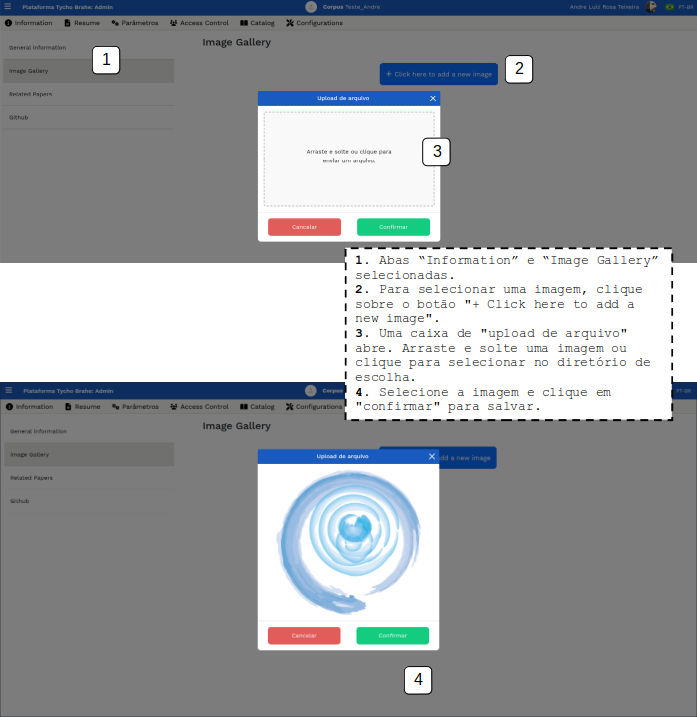 Plataforma Tycho Brahe: Admin
Corpus Teste_Andre
Andre Luiz Rosa Teixeira
PT-BR
Information Resume Parâmetros Access Control Catalog Configurations
General Information
Image Gallery
Related Papers
Github
Image Gallery
1
+ Click here to add a new image
2
Upload de arquivo
Arraste e solte ou clique para
enviar um arquivo.
3
Cancelar Confirmar
1. Abas “Information” e “Image Gallery”
selecionadas.
2. Para selecionar uma imagem, clique
sobre o botão "+ Click here to add a
new image".
3. Uma caixa de "upload de arquivo"
abre. Arraste e solte uma imagem ou
clique para selecionar no diretório de
escolha.
4. Selecione a imagem e clique em
"confirmar" para salvar.
Plataforma Tycho Brahe: Admin
Corpus
PT-BR
Information Resume Parâmetros Access Control Catalog Configurations
General Information
Image Gallery
Related Papers
Github
Image Gallery
add a new image
Upload de arquivo
Cancelar Confirmar
4